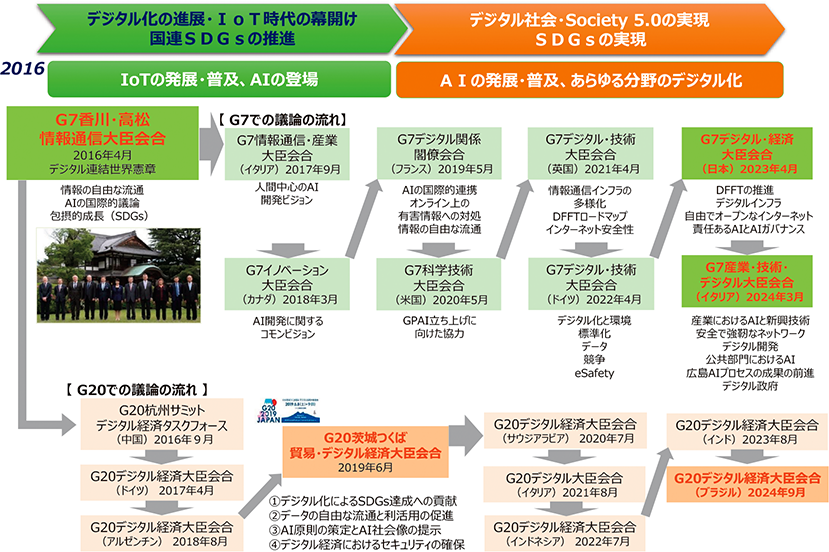 デジタル化の進展・IoT時代の幕開け
国連SDGsの推進
デジタル社会・Society 5.0の実現
SDGsの実現
2016
IoTの発展・普及、AIの登場
AIの発展・普及、あらゆる分野のデジタル化
G7香川・高松
情報通信大臣会合
2016年4月
デジタル連結世界憲章
情報の自由な流通
AIの国際的議論
包摂的成長（SDGs）
【 G7での議論の流れ 】
G7情報通信・産業
大臣会合
（イタリア）2017年9月
人間中心のAI
開発ビジョン
G7イノベーション
大臣会合
（カナダ）2018年3月
AI開発に関する
コモンビジョン
G7デジタル関係
閣僚会合
（フランス）2019年5月
AIの国際的連携
オンライン上の
有害情報への対処
情報の自由な流通
G7科学技術
大臣会合
（米国）2020年5月
GPAI立ち上げに
向けた協力
G7デジタル・技術
大臣会合
（英国）2021年4月
情報通信インフラの
多様化
DFFTロードマップ
インターネット安全性
G7デジタル・技術
大臣会合
（ドイツ）2022年4月
デジタル化と環境
標準化
データ
競争
eSafety
G7デジタル・経済
大臣会合
（日本）2023年4月
DFFTの推進
デジタルインフラ
自由でオープンなインターネット
責任あるAIとAIガバナンス
G7産業・技術・
デジタル大臣会合
（イタリア）2024年3月
産業におけるAIと新興技術
安全で強靭なネットワーク
デジタル開発
公共部門におけるAI
広島AIプロセスの成果の前進
デジタル政府
【 G20での議論の流れ 】
G20杭州サミット
デジタル経済タスクフォース
（中国）2016年９月
G20デジタル経済大臣会合
（ドイツ） 2017年4月
G20デジタル経済大臣会合
（アルゼンチン） 2018年8月
G20
2019
JAPAN
G20茨城つくば
貿易・デジタル経済大臣会合
2019年6月
①デジタル化によるSDGs達成への貢献
②データの自由な流通と利活用の促進
③AI原則の策定とAI社会像の提示
④デジタル経済におけるセキュリティの確保
G20デジタル経済大臣会合
（サウジアラビア） 2020年7月
G20デジタル経済大臣会合
（イタリア）2021年8月
G20デジタル経済大臣会合
（インドネシア） 2022年7月
G20デジタル経済大臣会合
（インド） 2023年8月
G20デジタル経済大臣会合
（ブラジル）2024年9月